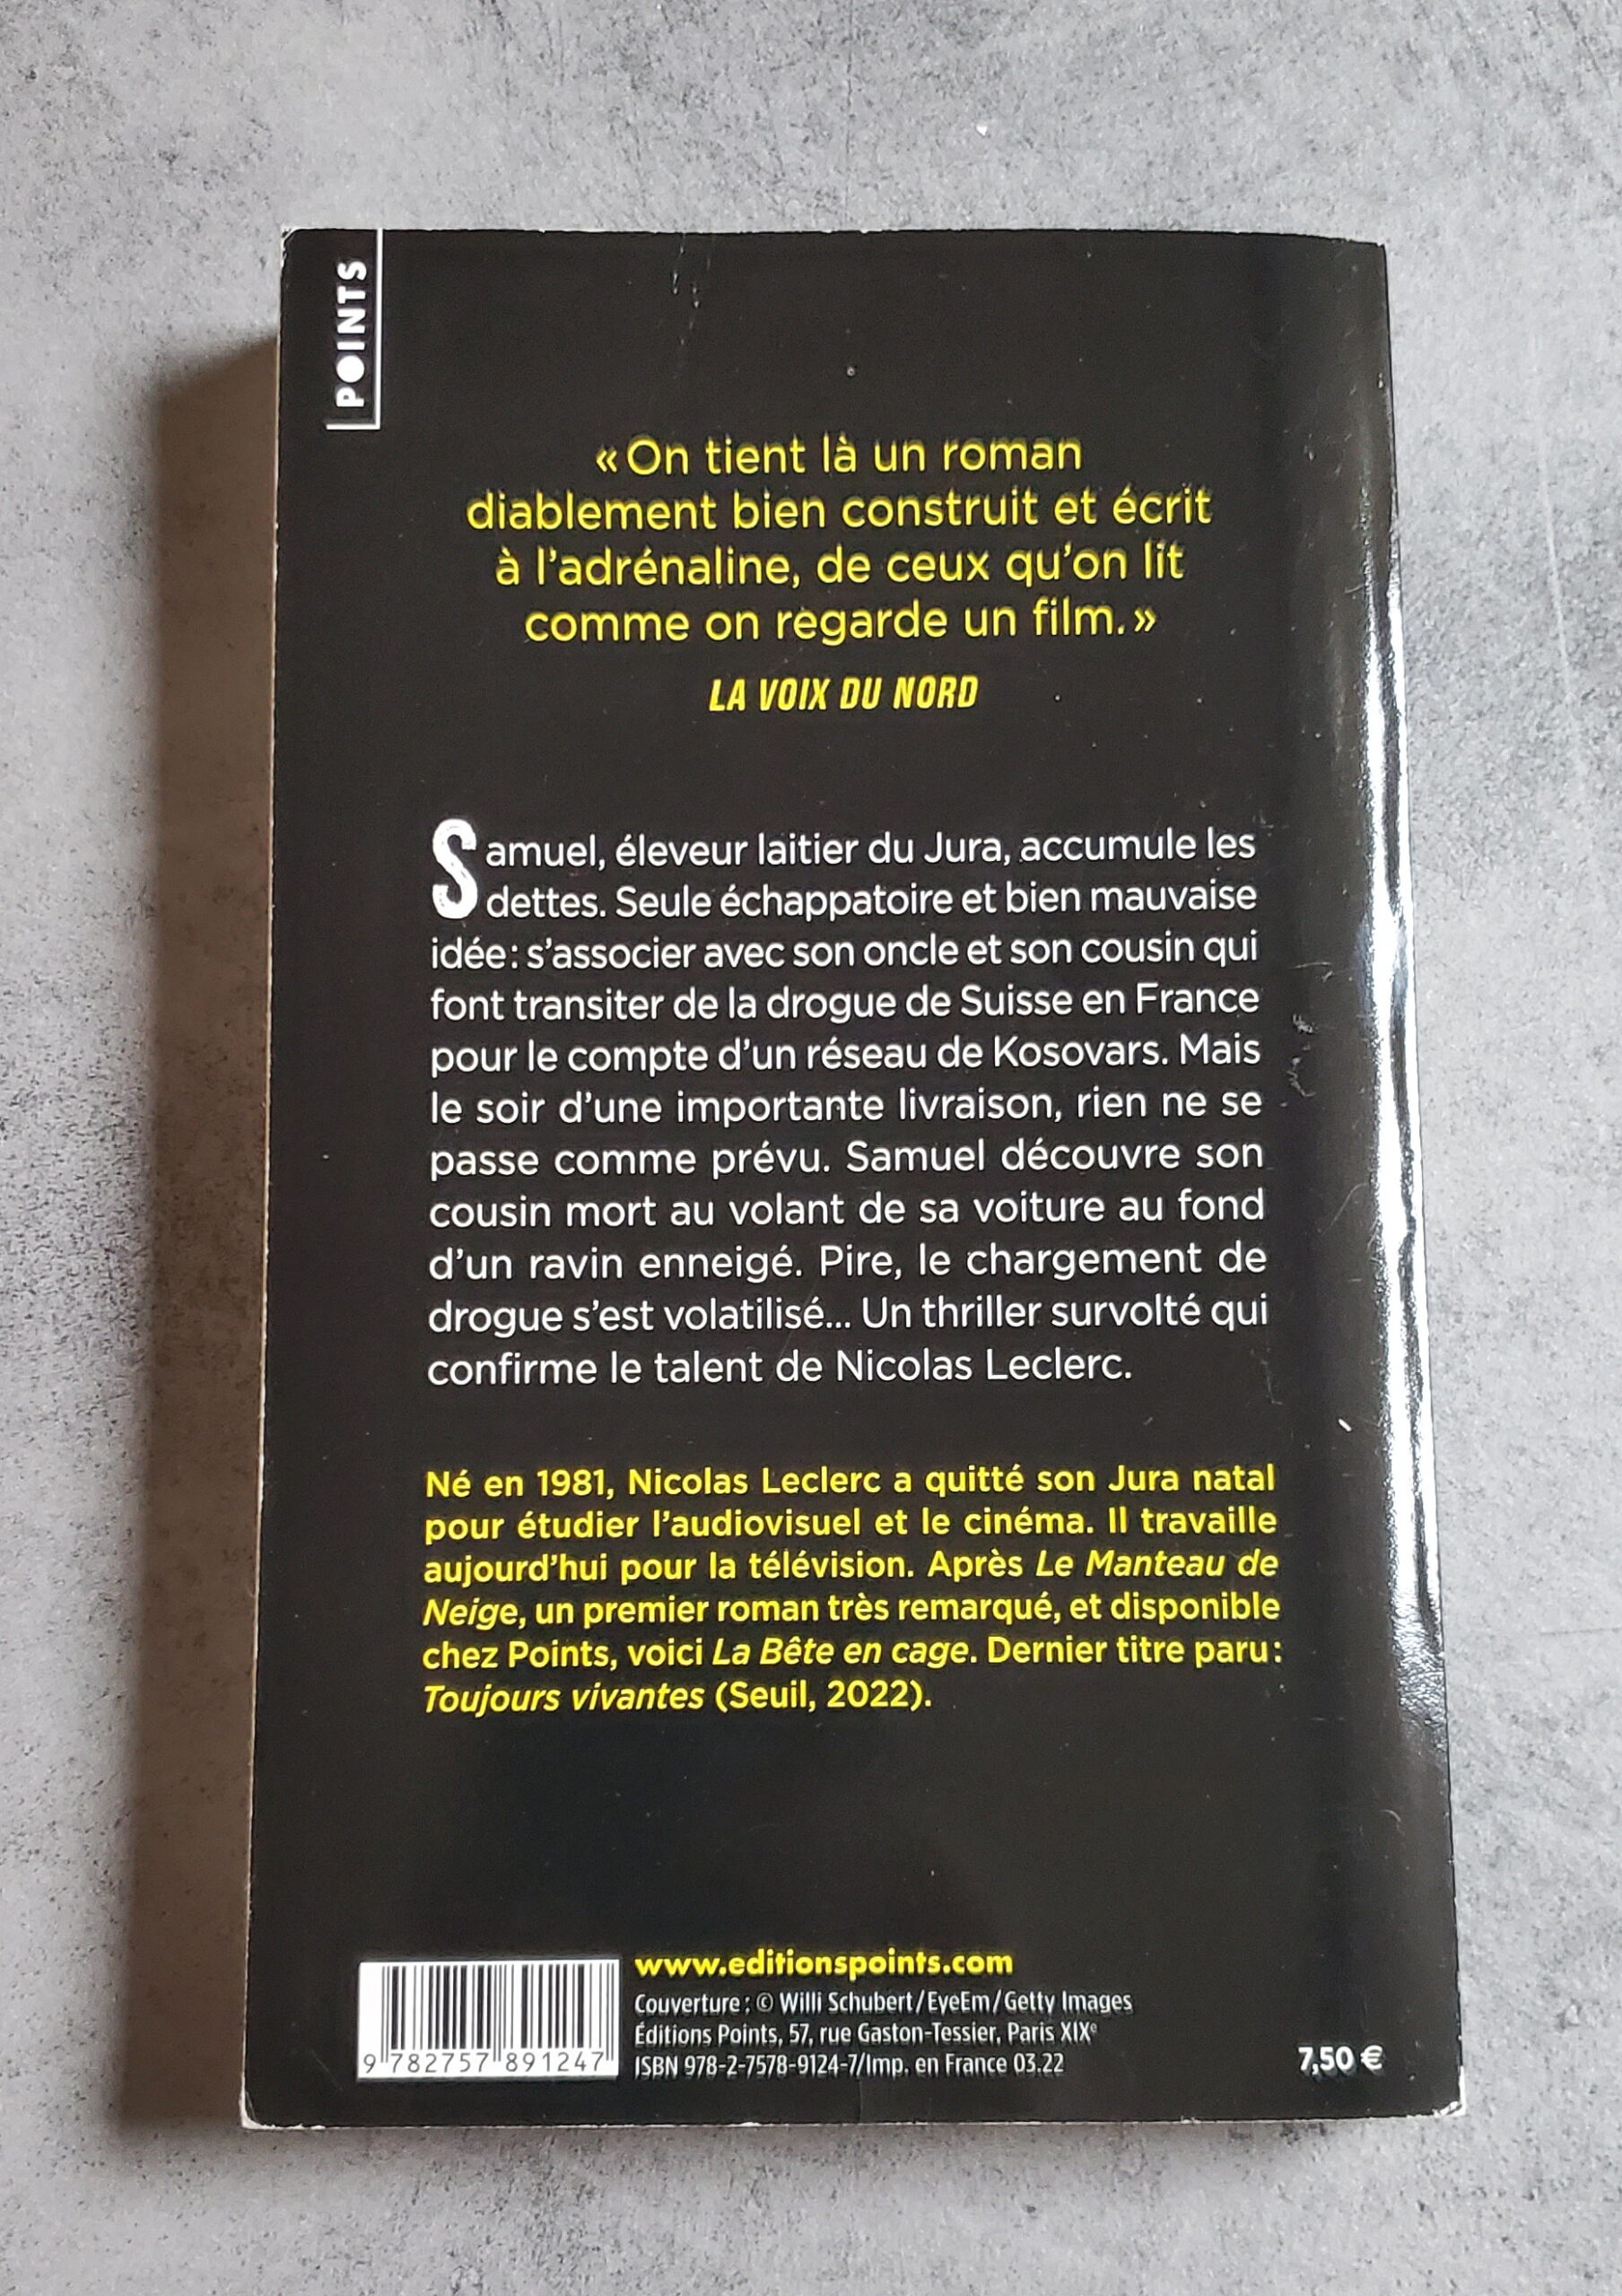 POINTS
« On tient là un roman
diablement bien construit et écrit
à l'adrénaline, de ceux qu'on lit
comme on regarde un film. »
LA VOIX DU NORD
Samuel, éleveur laitier du Jura, accumule les
dettes. Seule échappatoire et bien mauvaise
idée : s'associer avec son oncle et son cousin qui
font transiter de la drogue de Suisse en France
pour le compte d'un réseau de Kosovars. Mais
le soir d'une importante livraison, rien ne se
passe comme prévu. Samuel découvre son
cousin mort au volant de sa voiture au fond
d'un ravin enneigé. Pire, le chargement de
drogue s'est volatilisé... Un thriller survolté qui
confirme le talent de Nicolas Leclerc.
Né en 1981, Nicolas Leclerc a quitté son Jura natal
pour étudier l'audiovisuel et le cinéma. Il travaille
aujourd'hui pour la télévision. Après Le Manteau de
Neige, un premier roman très remarqué, et disponible
chez Points, voici La Bête en cage. Dernier titre paru :
Toujours vivantes (Seuil, 2022).
www.editionspoints.com
Couverture : © Willi Schubert / EyeEm / Getty Images
Éditions Points, 57, rue Gaston-Tessier, Paris XIXe
ISBN 978-2-7578-9124-7/Imp. en France 03.22
9 782757 891247
7,50 €